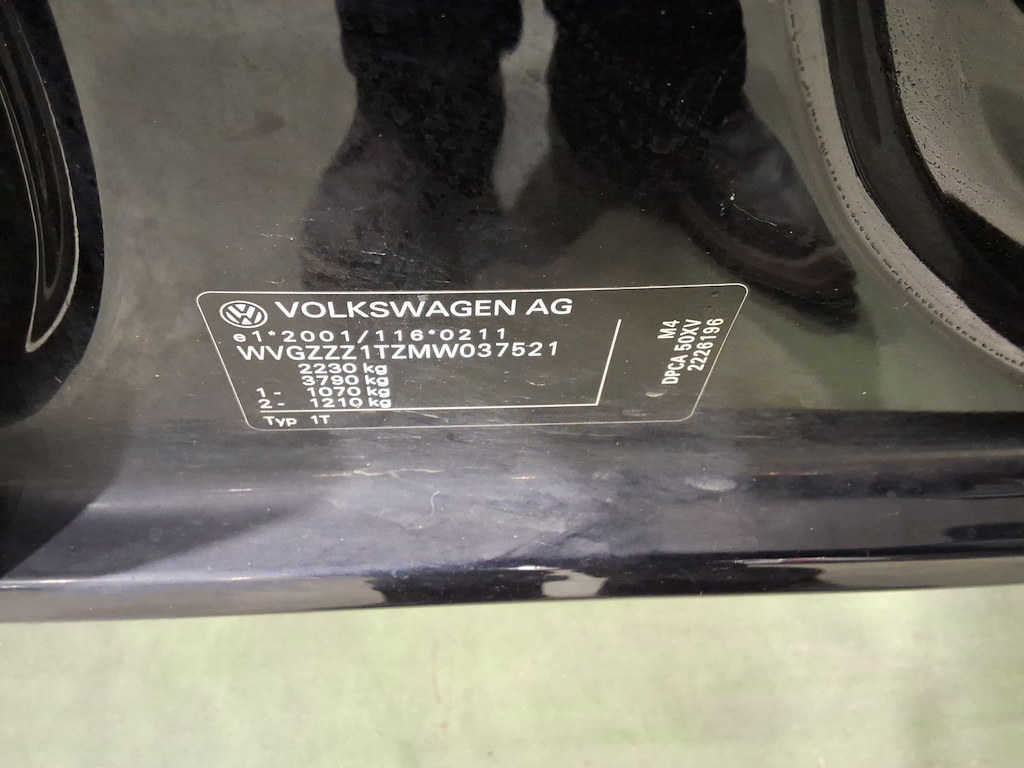 VOLKSWAGEN AG
e1*2001/116*0211
WVGZZZ1TZMW037521
2230 kg
3790 kg
1 - 1070 kg
2 - 1210 kg
Typ 1T
M4
DPCA 50XV
2226196